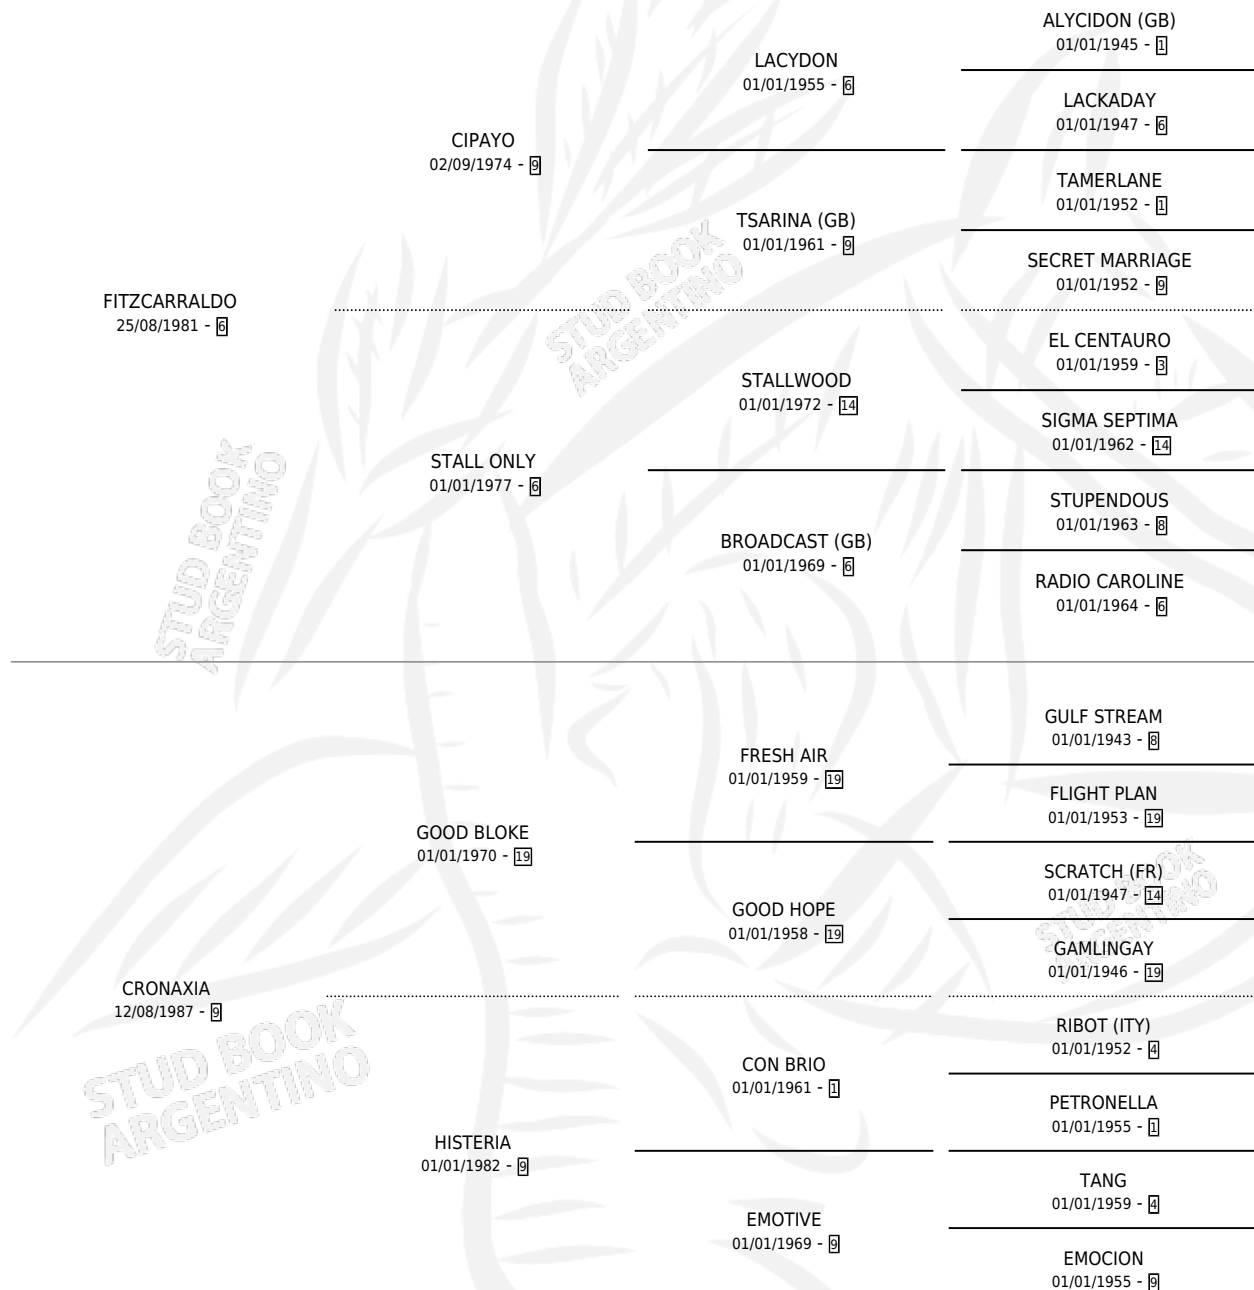 ALYCIDON (GB)
01/01/1945 - 1
LACYDON
01/01/1955 - 6
LACKADAY
01/01/1947 - 6
CIPAYO
02/09/1974 - 9
TAMERLANE
01/01/1952 - 1
TSARINA (GB)
01/01/1961 - 9
SECRET MARRIAGE
01/01/1952 - 9
FITZCARRALDO
25/08/1981 - 6
EL CENTAURO
01/01/1959 - 3
STALLWOOD
01/01/1972 - 14
SIGMA SEPTIMA
01/01/1962 - 14
STALL ONLY
01/01/1977 - 6
STUPENDOUS
01/01/1963 - 8
BROADCAST (GB)
01/01/1969 - 6
RADIO CAROLINE
01/01/1964 - 6
GULF STREAM
01/01/1943 - 8
FRESH AIR
01/01/1959 - 19
FLIGHT PLAN
01/01/1953 - 19
GOOD BLOKE
01/01/1970 - 19
SCRATCH (FR)
01/01/1947 - 14
GOOD HOPE
01/01/1958 - 19
GAMLINGAY
01/01/1946 - 19
CRONAXIA
12/08/1987 - 9
RIBOT (ITY)
01/01/1952 - 4
CON BRIO
01/01/1961 - 1
PETRONELLA
01/01/1955 - 1
HISTERIA
01/01/1982 - 9
TANG
01/01/1959 - 4
EMOTIVE
01/01/1969 - 9
EMOCION
01/01/1955 - 9
STUD BOOK
ARGENTINO
STUD BOOK
ARGENTINO
STUD BOOK
ARGENTINO
STUD BOOK
ARGENTINO